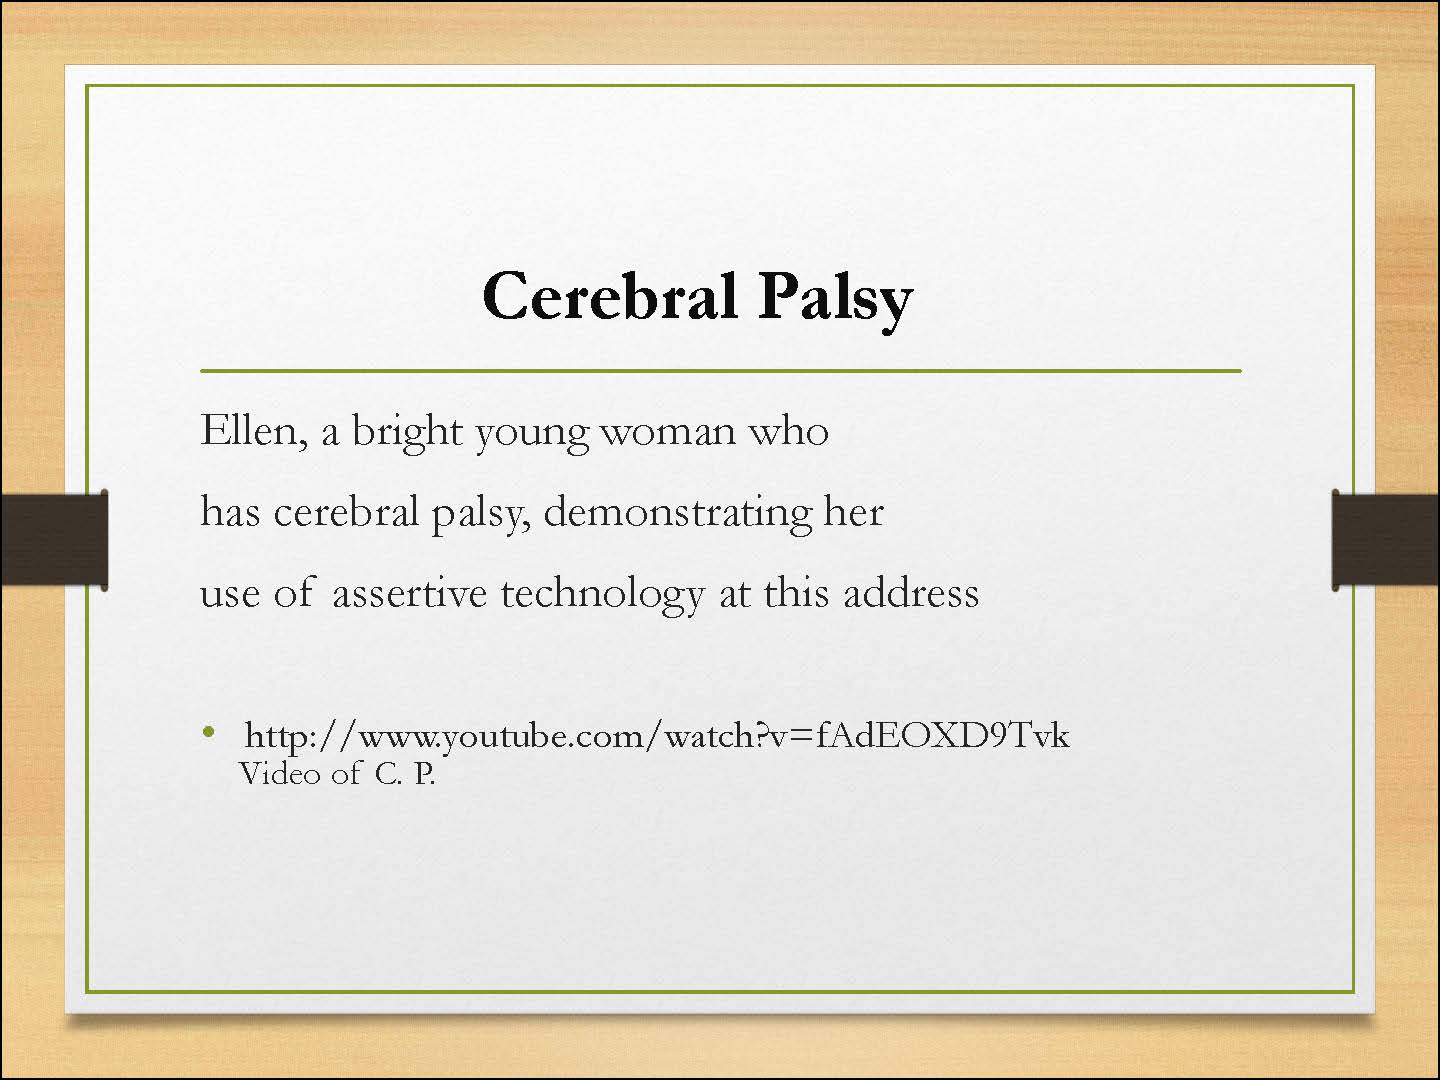 Cerebral Palsy
Ellen, a bright young woman who
has cerebral palsy, demonstrating her
use of assertive technology at this address
• http://www.youtube.com/watch?v=fAdEOXD9Tvk
Video of C. P.